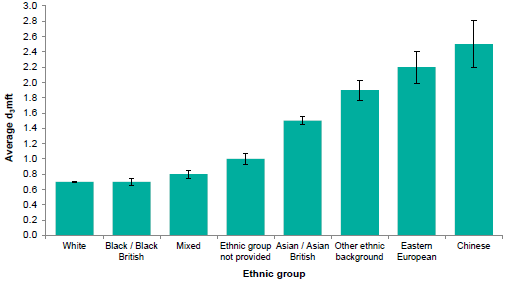 3.0
2.8
2.6
2.4
2.2
2.0
1.8
1.6
1.4
1.2
1.0
0.8
0.6
0.4
0.2
0.0
Average d₃mft
White
Black / Black
British
Mixed
Ethnic group
not provided
Asian / Asian
British
Other ethnic
background
Eastern
European
Chinese
Ethnic group